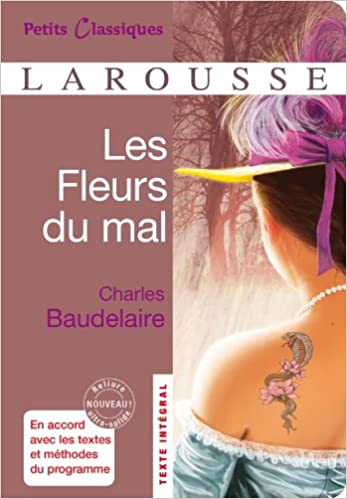 Petits Classiques
LAROUSSE
Les
Fleurs
du mal
Charles
Baudelaire
Reliure
NOUVEAU !
ultra-solide
En accord
avec les textes
et méthodes
du programme
TEXTE INTÉGRAL